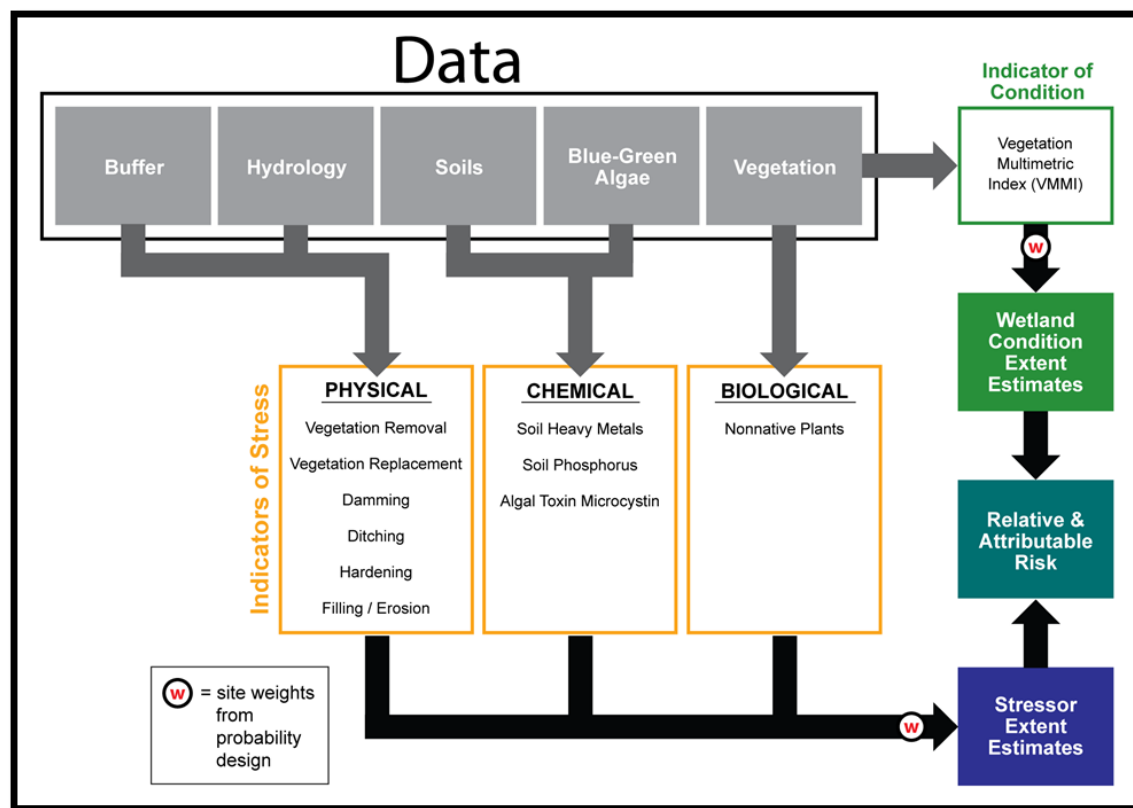 Data
Indicator of
Condition
Buffer
Hydrology
Soils
Blue-Green
Algae
Vegetation
Vegetation
Multimetric
Index (VMMI)
w
Wetland
Condition
Extent
Estimates
Indicators of Stress
PHYSICAL
Vegetation Removal
Vegetation Replacement
Damming
Ditching
Hardening
Filling / Erosion
CHEMICAL
Soil Heavy Metals
Soil Phosphorus
Algal Toxin Microcystin
BIOLOGICAL
Nonnative Plants
Relative &
Attributable
Risk
w = site weights
from
probability
design
w
Stressor
Extent
Estimates